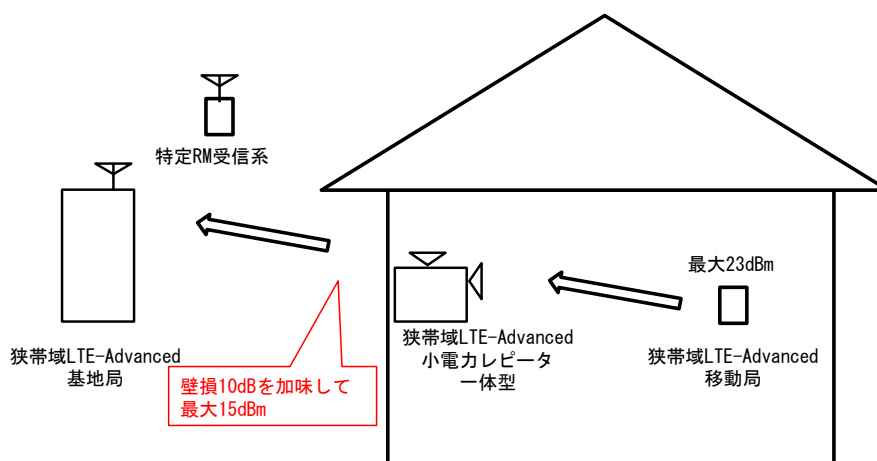 特定RM受信系
最大23dBm
狭帯域LTE-Advanced
基地局
狭帯域LTE-Advanced
小電力レピータ
一体型
狭帯域LTE-Advanced
移動局
壁損10dBを加味して
最大15dBm